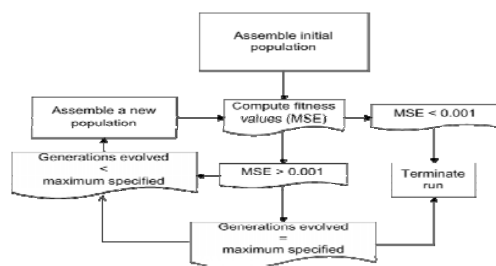 Assemble initial
population
Assemble a new
population
Compute fitness
values (MSE)
MSE < 0.001
Generations evolved
<
maximum specified
MSE > 0.001
Terminate
run
Generations evolved
=
maximum specified